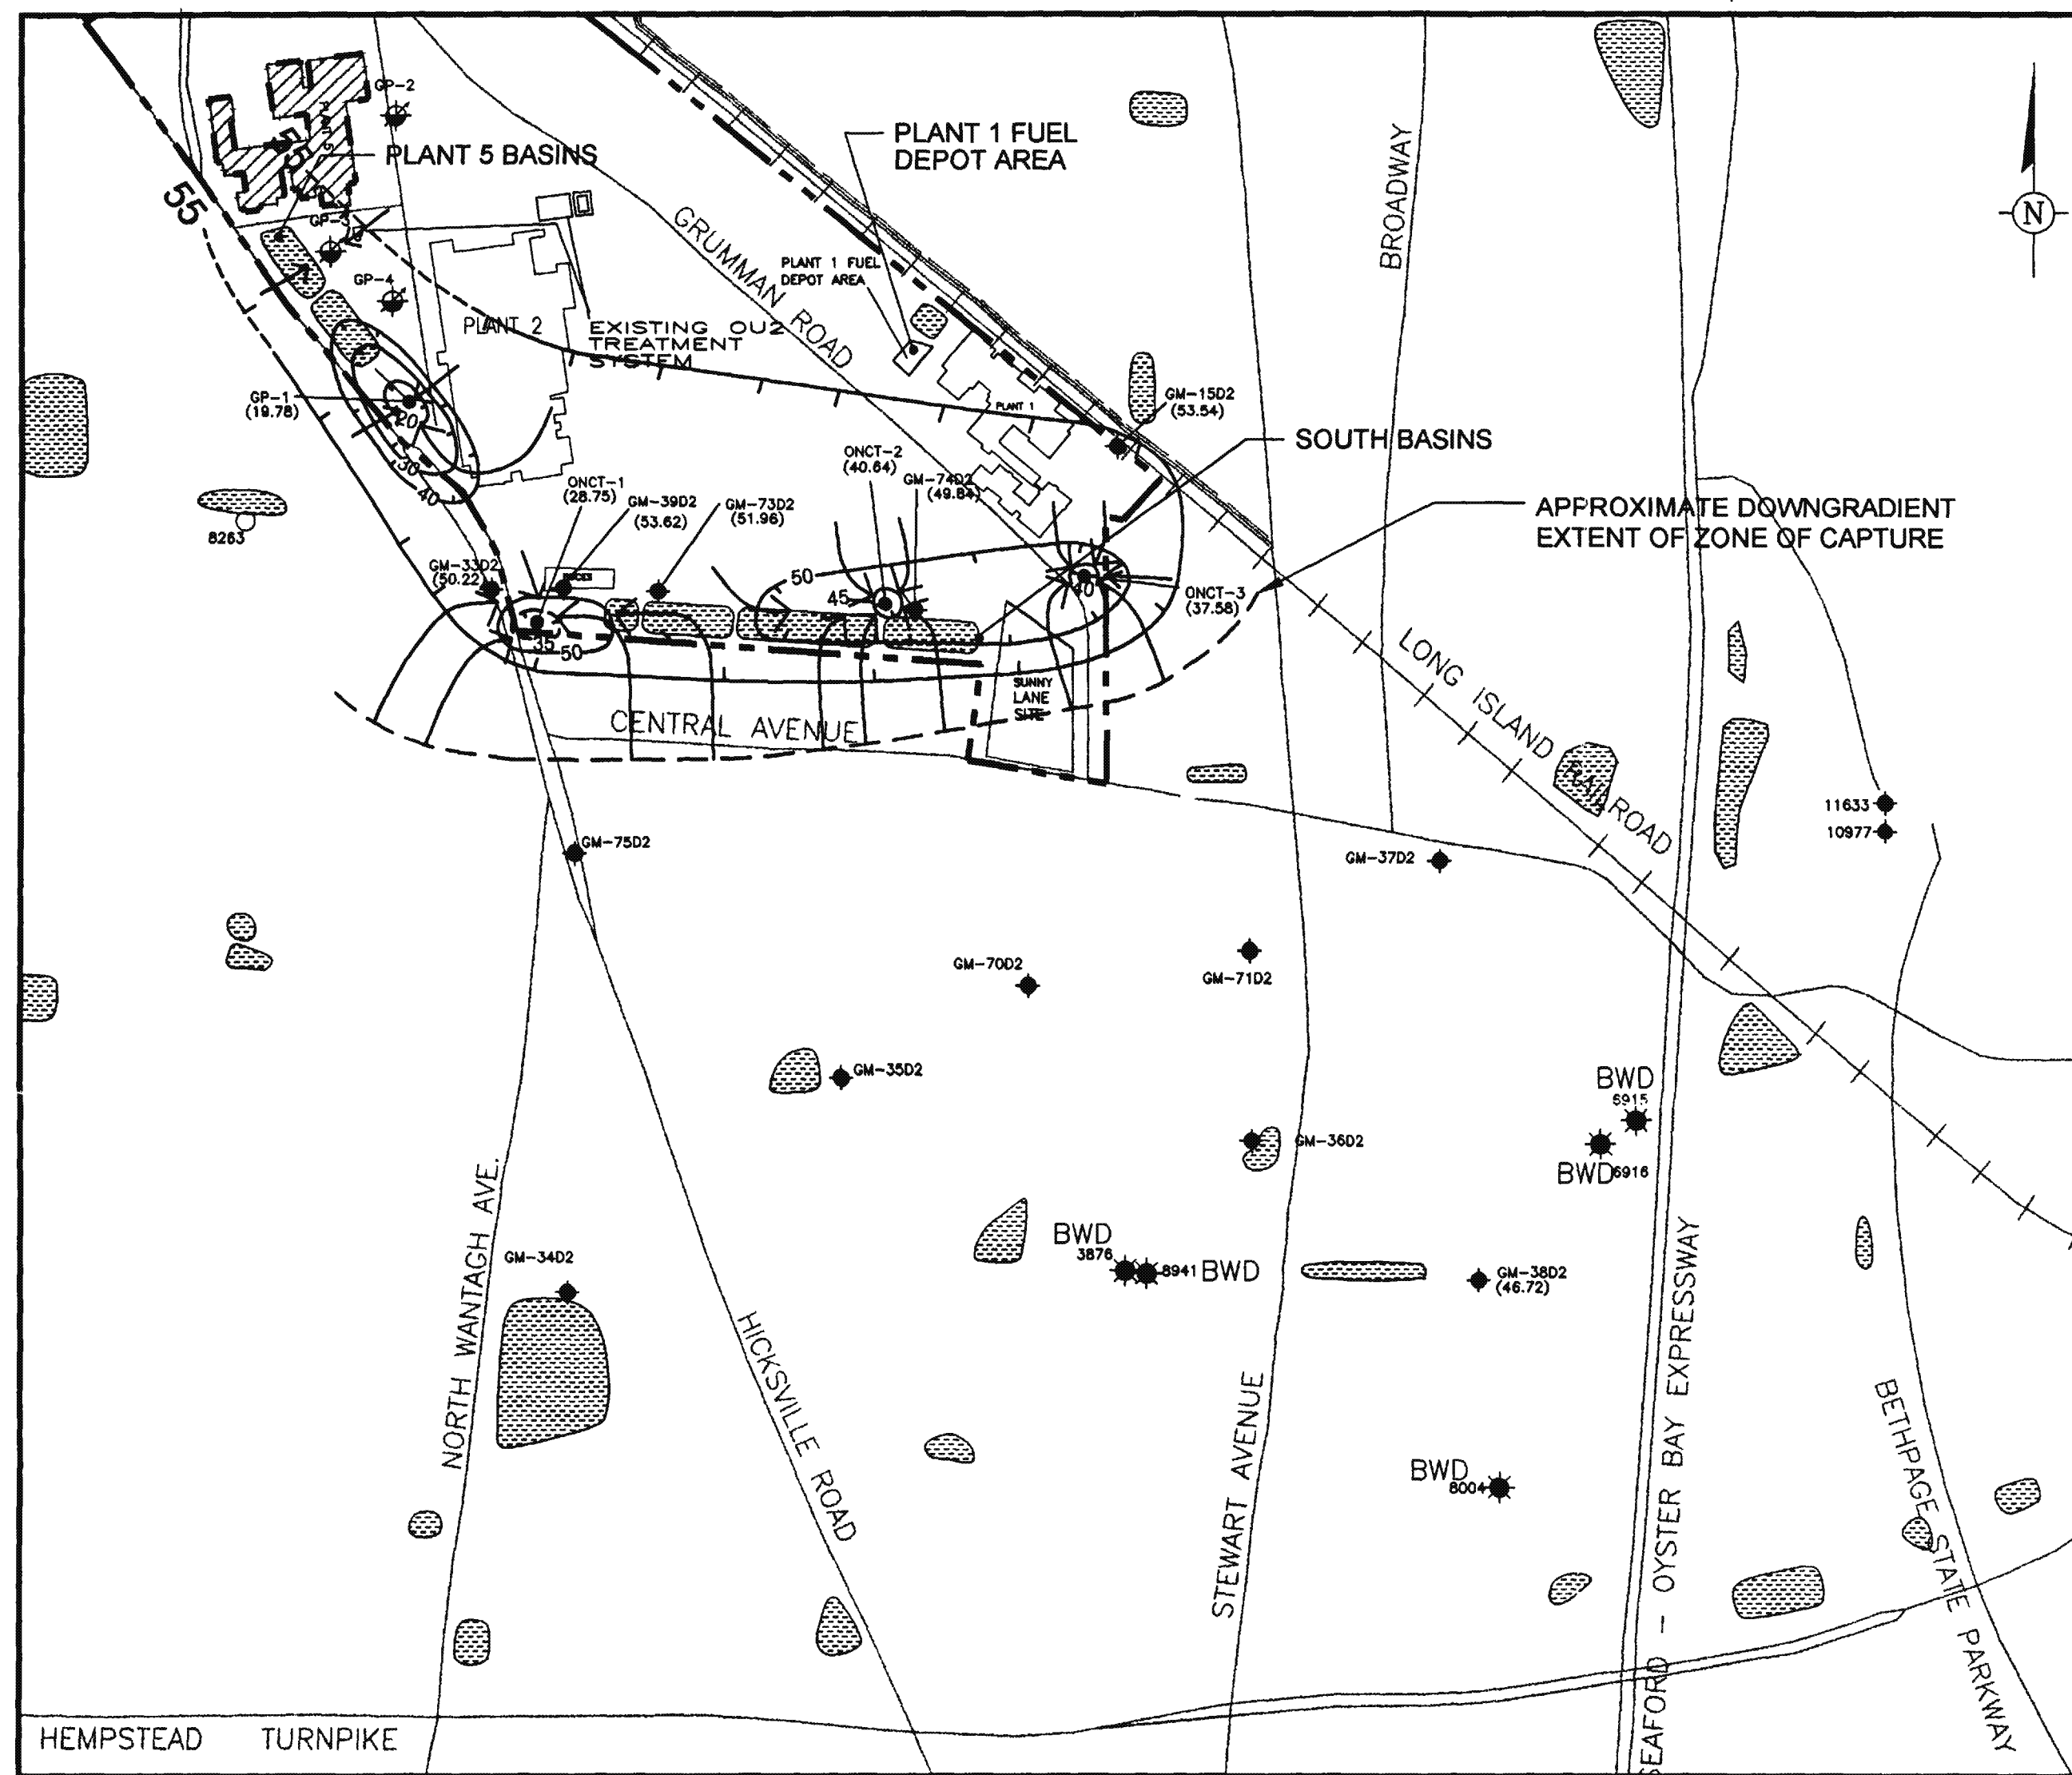 GP-2
PLANT 5 BASINS
PLANT 1 FUEL
DEPOT AREA
BROADWAY
N
55
55
GP-3
GP-4
PLANT 2
GRUMMAN ROAD
PLANT 1 FUEL
DEPOT AREA
EXISTING OU2
TREATMENT
SYSTEM
GP-1
(19.78)
20
30
40
PLANT 1
GM-15D2
(53.54)
SOUTH BASINS
ONCT-2
(40.64)
GM-74D2
(49.84)
ONCT-1
(28.75)
GM-39D2
(53.62)
GM-73D2
(51.96)
APPROXIMATE DOWNGRADIENT
EXTENT OF ZONE OF CAPTURE
8263
GM-33D2
(50.22)
50
45
40
ONCT-3
(37.58)
35
50
SUNNY
LANE
SITE
CENTRAL AVENUE
LONG ISLAND RAILROAD
11633
10977
GM-75D2
GM-37D2
GM-70D2
GM-71D2
GM-35D2
BWD
6915
GM-36D2
BWD 6916
NORTH WANTAGH AVE.
GM-34D2
BWD
3876
8941 BWD
GM-38D2
(46.72)
HICKSVILLE ROAD
STEWART AVENUE
SEAFORD - OYSTER BAY EXPRESSWAY
BETHPAGE STATE PARKWAY
BWD
8004
HEMPSTEAD TURNPIKE